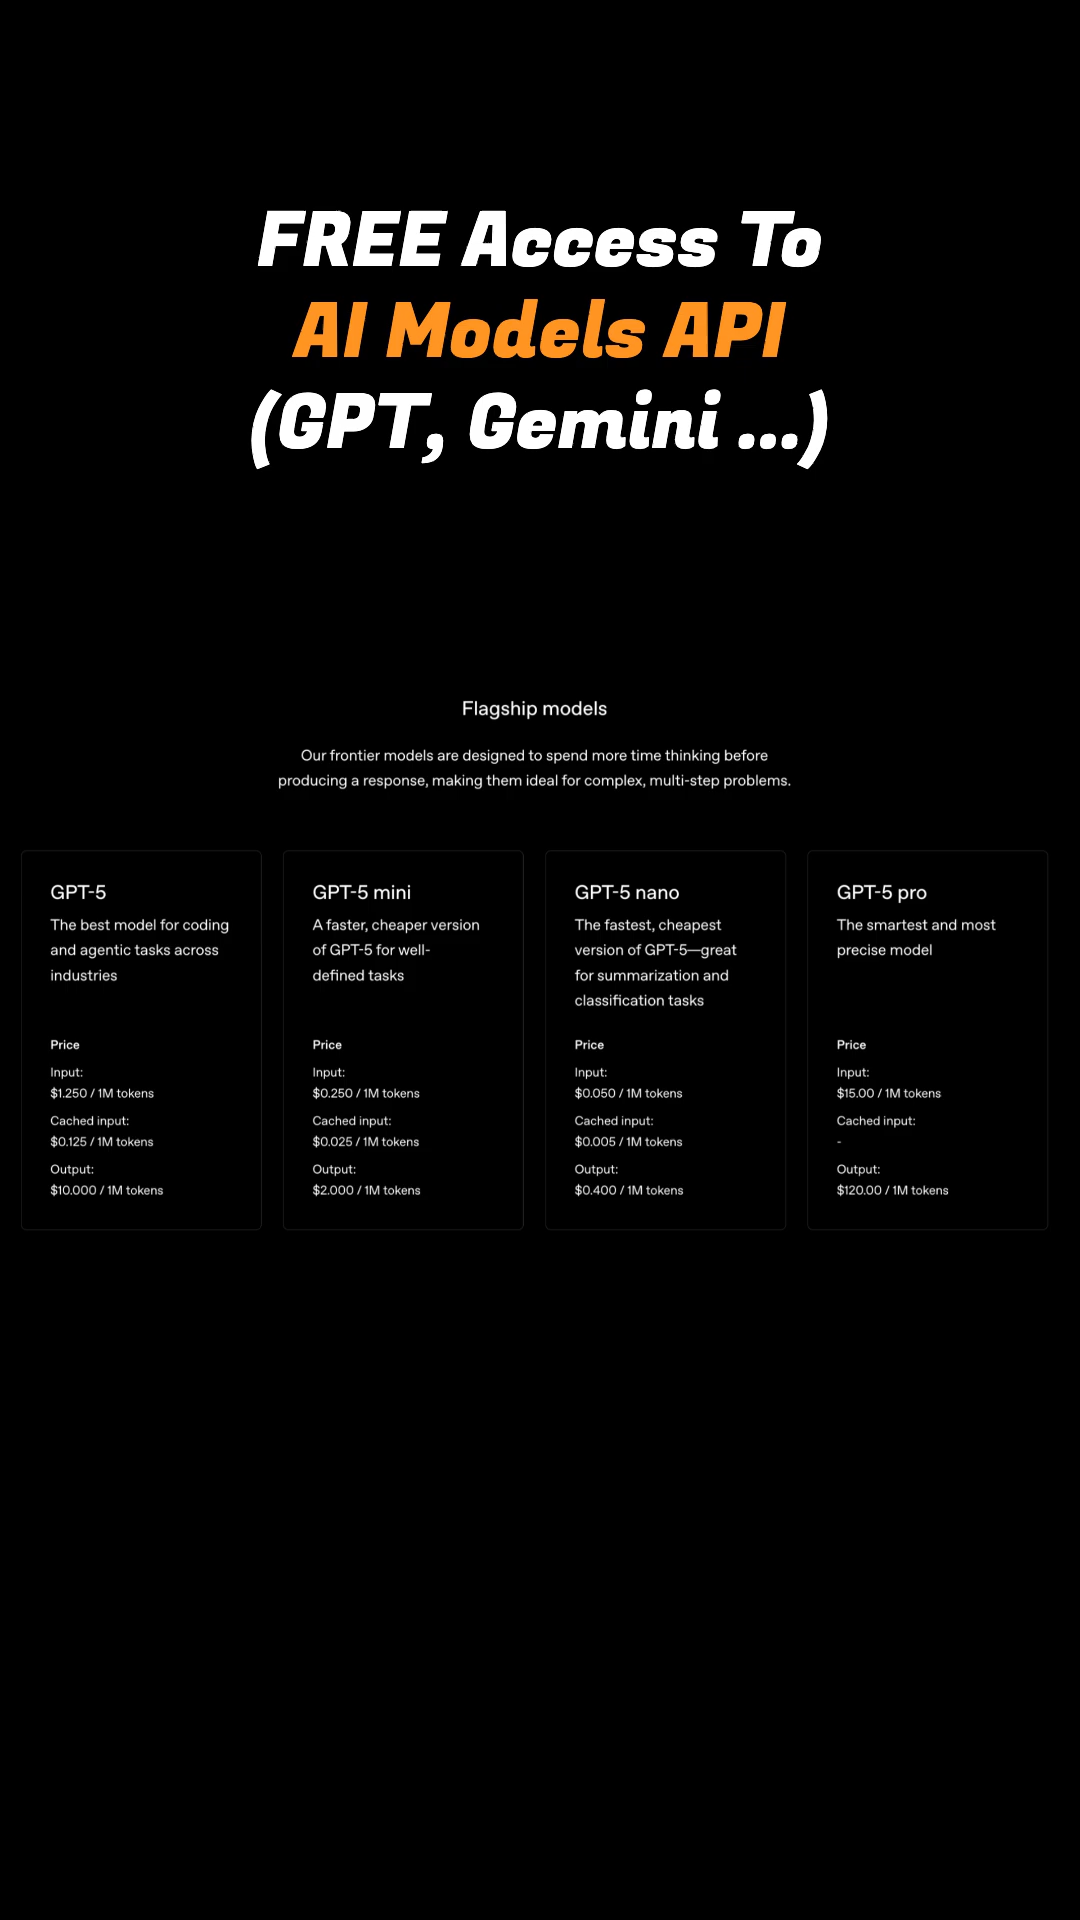 FREE Access To
AI Models API
(GPT, Gemini ...)
Flagship models
Our frontier models are designed to spend more time thinking before
producing a response, making them ideal for complex, multi-step problems.
GPT-5
The best model for coding
and agentic tasks across
industries
Price
Input:
$1.250 / 1M tokens
Cached input:
$0.125 / 1M tokens
Output:
$10.000 / 1M tokens
GPT-5 mini
A faster, cheaper version
of GPT-5 for well-
defined tasks
Price
Input:
$0.250 / 1M tokens
Cached input:
$0.025 / 1M tokens
Output:
$2.000 / 1M tokens
GPT-5 nano
The fastest, cheapest
version of GPT-5—great
for summarization and
classification tasks
Price
Input:
$0.050 / 1M tokens
Cached input:
$0.005 / 1M tokens
Output:
$0.400 / 1M tokens
GPT-5 pro
The smartest and most
precise model
Price
Input:
$15.00 / 1M tokens
Cached input:
-
Output:
$120.00 / 1M tokens